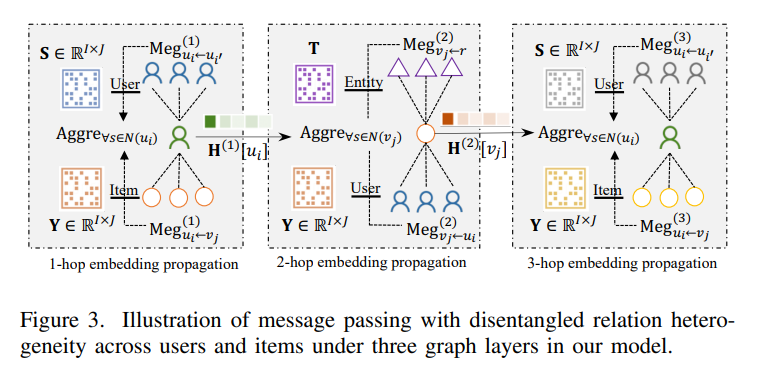 S ∈ ℝ^{I×J}
Meg^{(1)}_{u_i←u_{i'}}
User
Aggre_{∀s∈N(u_i)}
H^{(1)}[u_i]
Item
Y ∈ ℝ^{I×J}
Meg^{(1)}_{u_i←v_j}
1-hop embedding propagation
T
Meg^{(2)}_{v_j←r}
Entity
Aggre_{∀s∈N(v_j)}
H^{(2)}[v_j]
User
Y ∈ ℝ^{I×J}
Meg^{(2)}_{v_j←u_i}
2-hop embedding propagation
S ∈ ℝ^{I×J}
Meg^{(3)}_{u_i←u_{i'}}
User
Aggre_{∀s∈N(u_i)}
Item
Y ∈ ℝ^{I×J}
Meg^{(3)}_{u_i←v_j}
3-hop embedding propagation
Figure 3. Illustration of message passing with disentangled relation hetero-
geneity across users and items under three graph layers in our model.